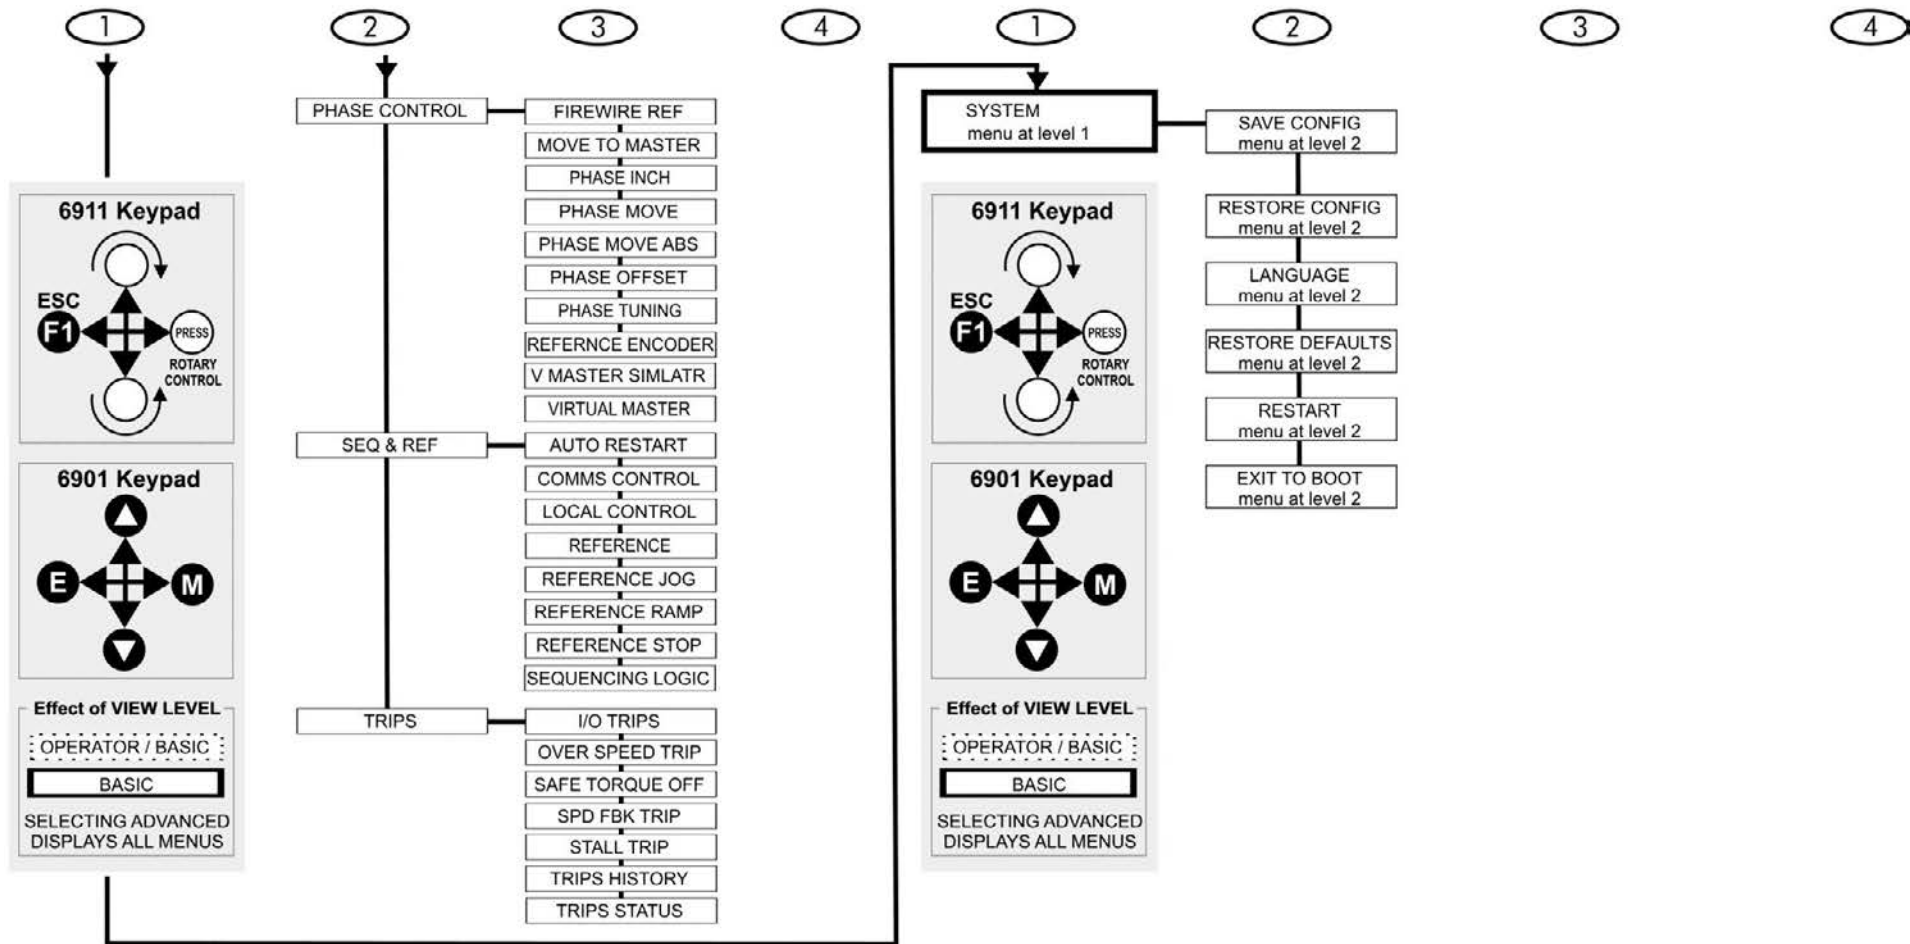 1
2
3
4
1
2
3
4
6911 Keypad
ESC
F1
PRESS
ROTARY
CONTROL
6901 Keypad
E
M
Effect of VIEW LEVEL
OPERATOR / BASIC
BASIC
SELECTING ADVANCED
DISPLAYS ALL MENUS
PHASE CONTROL
FIREWIRE REF
MOVE TO MASTER
PHASE INCH
PHASE MOVE
PHASE MOVE ABS
PHASE OFFSET
PHASE TUNING
REFERNCE ENCODER
V MASTER SIMLATR
VIRTUAL MASTER
SEQ & REF
AUTO RESTART
COMMS CONTROL
LOCAL CONTROL
REFERENCE
REFERENCE JOG
REFERENCE RAMP
REFERENCE STOP
SEQUENCING LOGIC
TRIPS
I/O TRIPS
OVER SPEED TRIP
SAFE TORQUE OFF
SPD FBK TRIP
STALL TRIP
TRIPS HISTORY
TRIPS STATUS
SYSTEM
menu at level 1
6911 Keypad
ESC
F1
PRESS
ROTARY
CONTROL
6901 Keypad
E
M
Effect of VIEW LEVEL
OPERATOR / BASIC
BASIC
SELECTING ADVANCED
DISPLAYS ALL MENUS
SAVE CONFIG
menu at level 2
RESTORE CONFIG
menu at level 2
LANGUAGE
menu at level 2
RESTORE DEFAULTS
menu at level 2
RESTART
menu at level 2
EXIT TO BOOT
menu at level 2